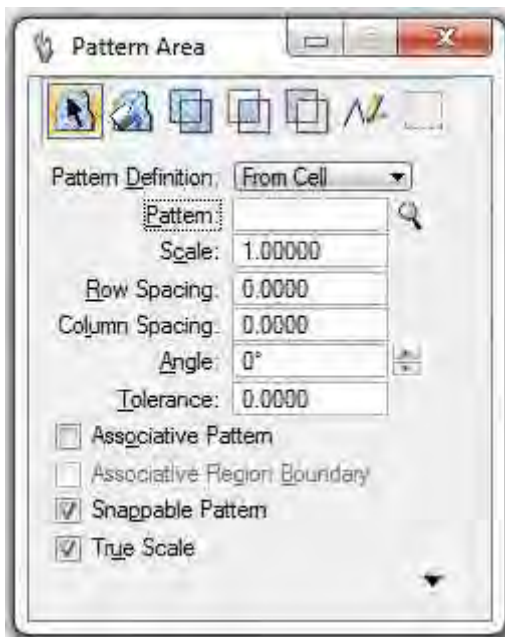 Pattern Area
Pattern Definition: From Cell
Pattern:
Scale: 1.00000
Row Spacing: 0.0000
Column Spacing: 0.0000
Angle: 0°
Tolerance: 0.0000
Associative Pattern
Associative Region Boundary
Snappable Pattern
True Scale